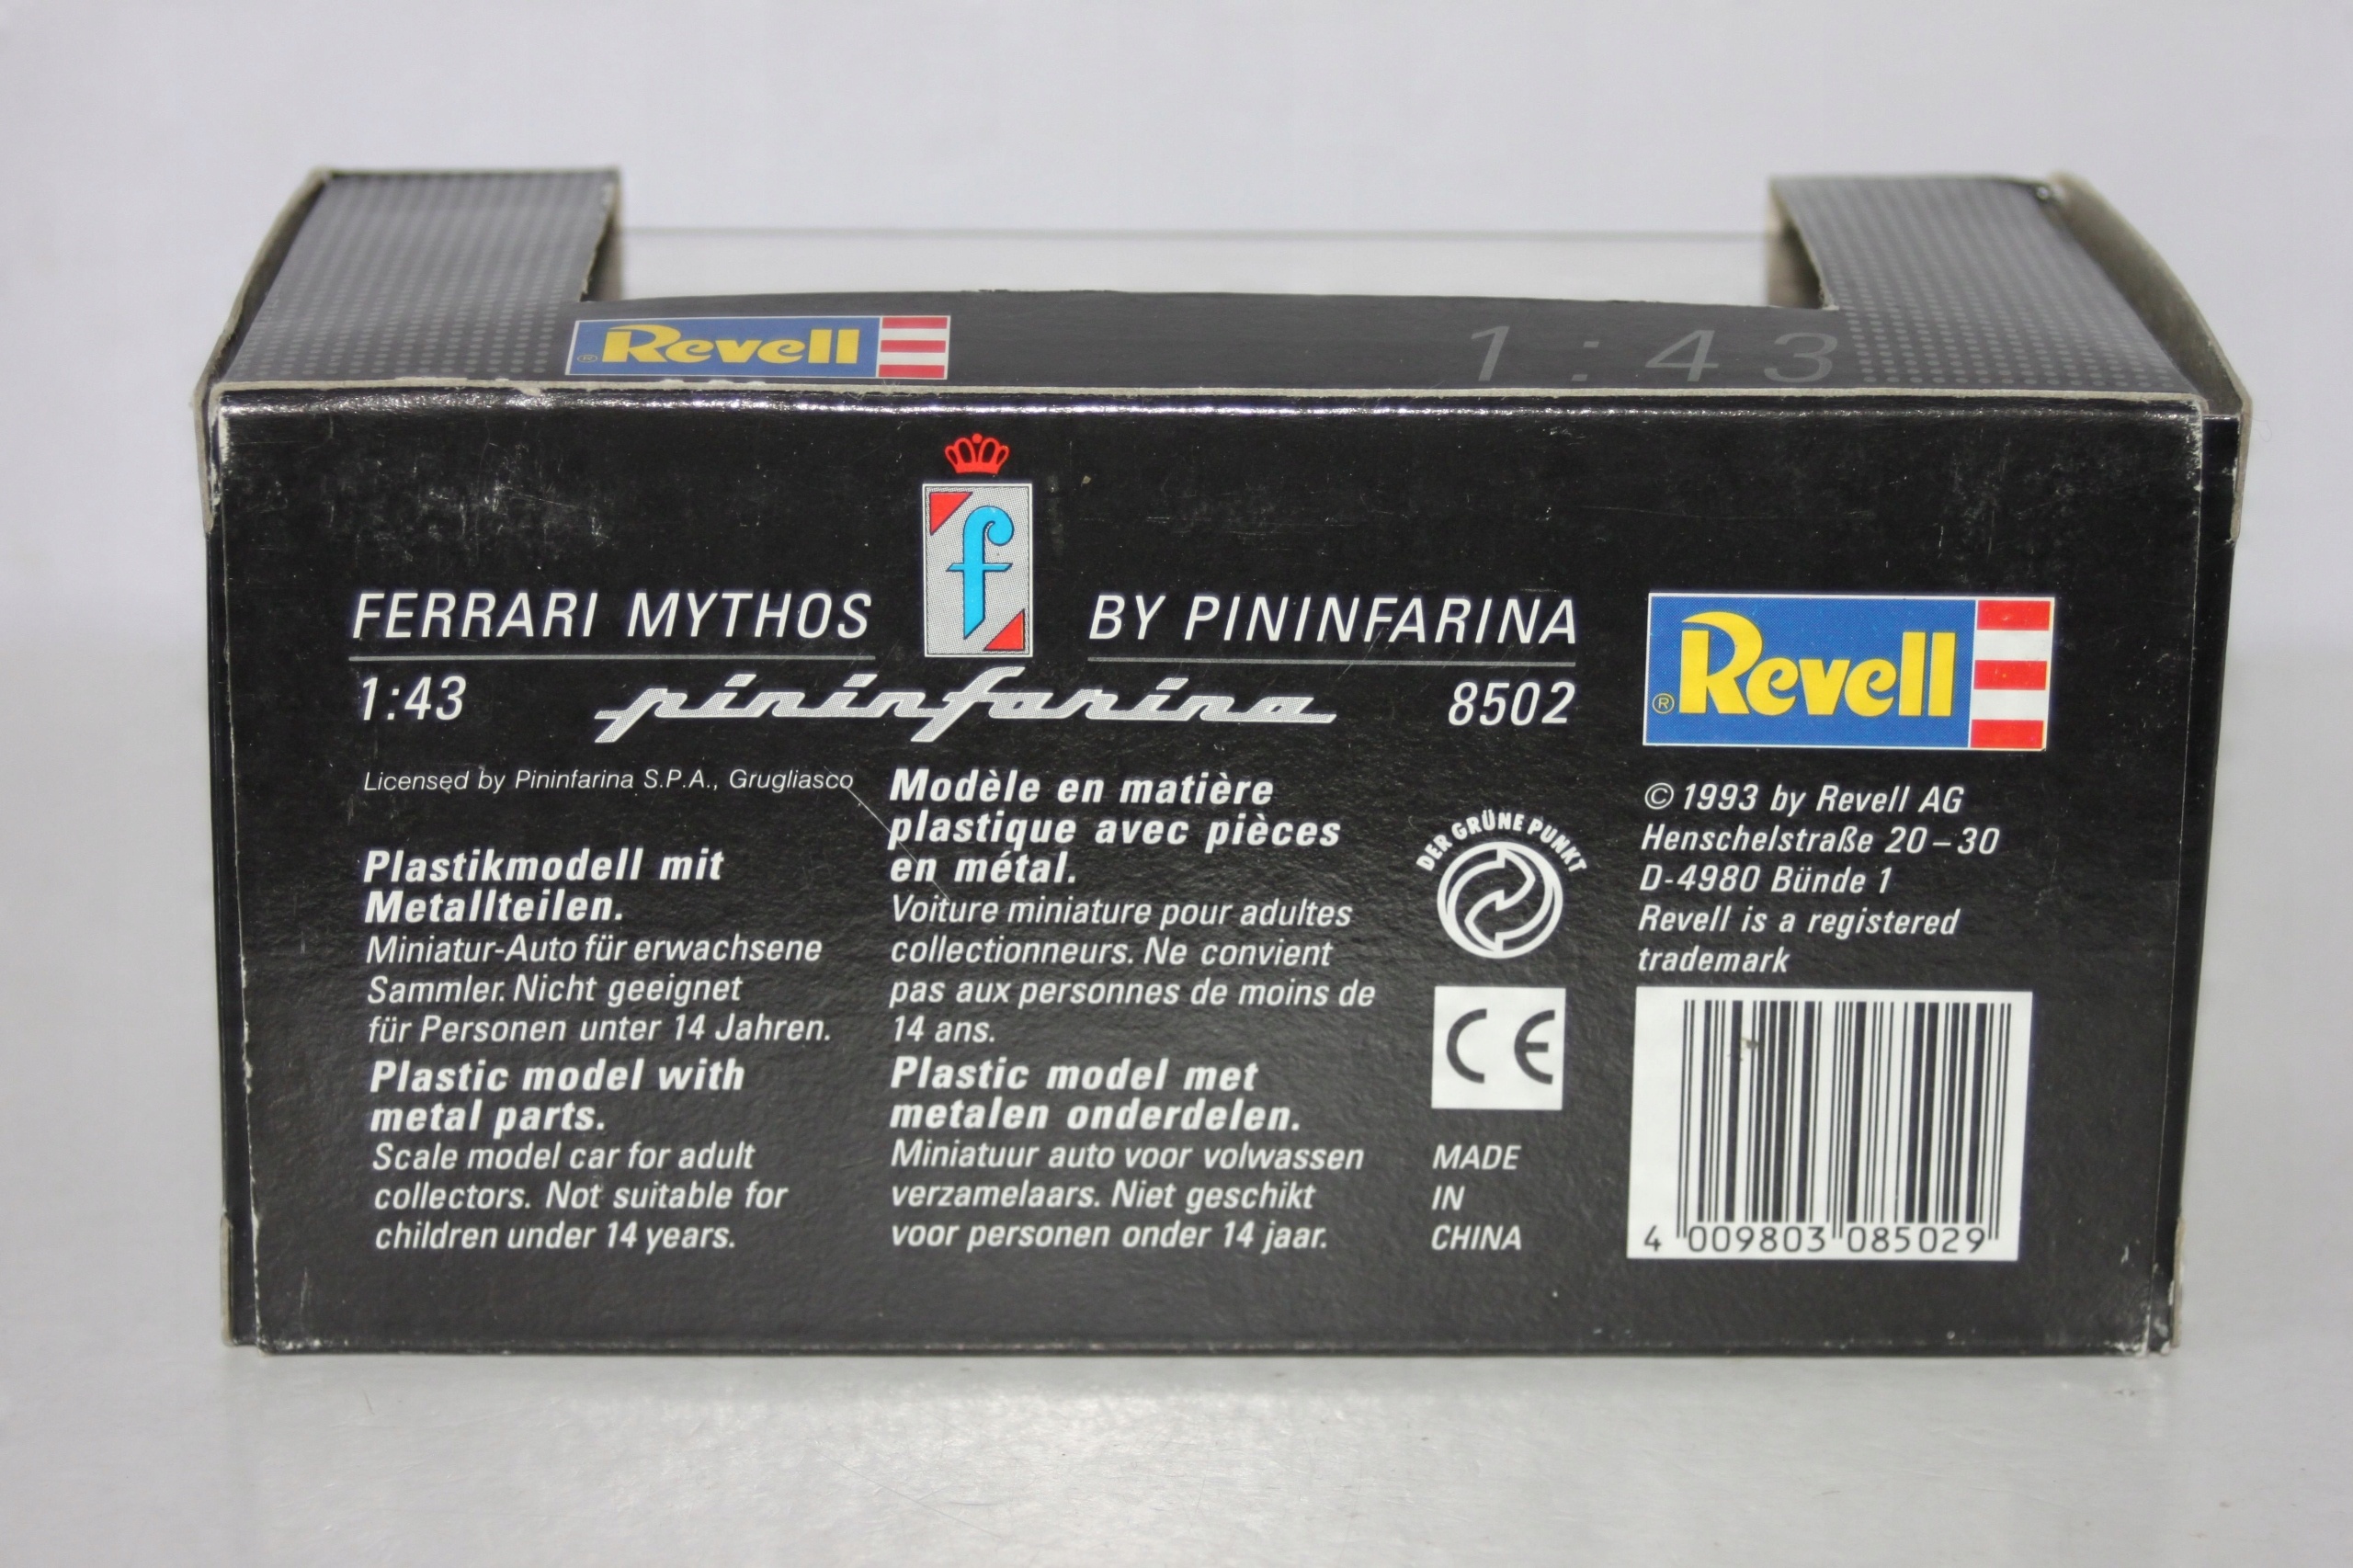 ® Revell
1:43
f
FERRARI MYTHOS
BY PININFARINA
1:43
pininfarina
8502
® Revell
Licensed by Pininfarina S.P.A., Grugliasco
Plastikmodell mit
Metallteilen.
Miniatur-Auto für erwachsene
Sammler. Nicht geeignet
für Personen unter 14 Jahren.
Plastic model with
metal parts.
Scale model car for adult
collectors. Not suitable for
children under 14 years.
Modèle en matière
plastique avec pièces
en métal.
Voiture miniature pour adultes
collectionneurs. Ne convient
pas aux personnes de moins de
14 ans.
Plastic model met
metalen onderdelen.
Miniatuur auto voor volwassen
verzamelaars. Niet geschikt
voor personen onder 14 jaar.
DER GRÜNE PUNKT
CE
MADE
IN
CHINA
© 1993 by Revell AG
Henschelstraße 20 – 30
D-4980 Bünde 1
Revell is a registered
trademark
4 009803 085029